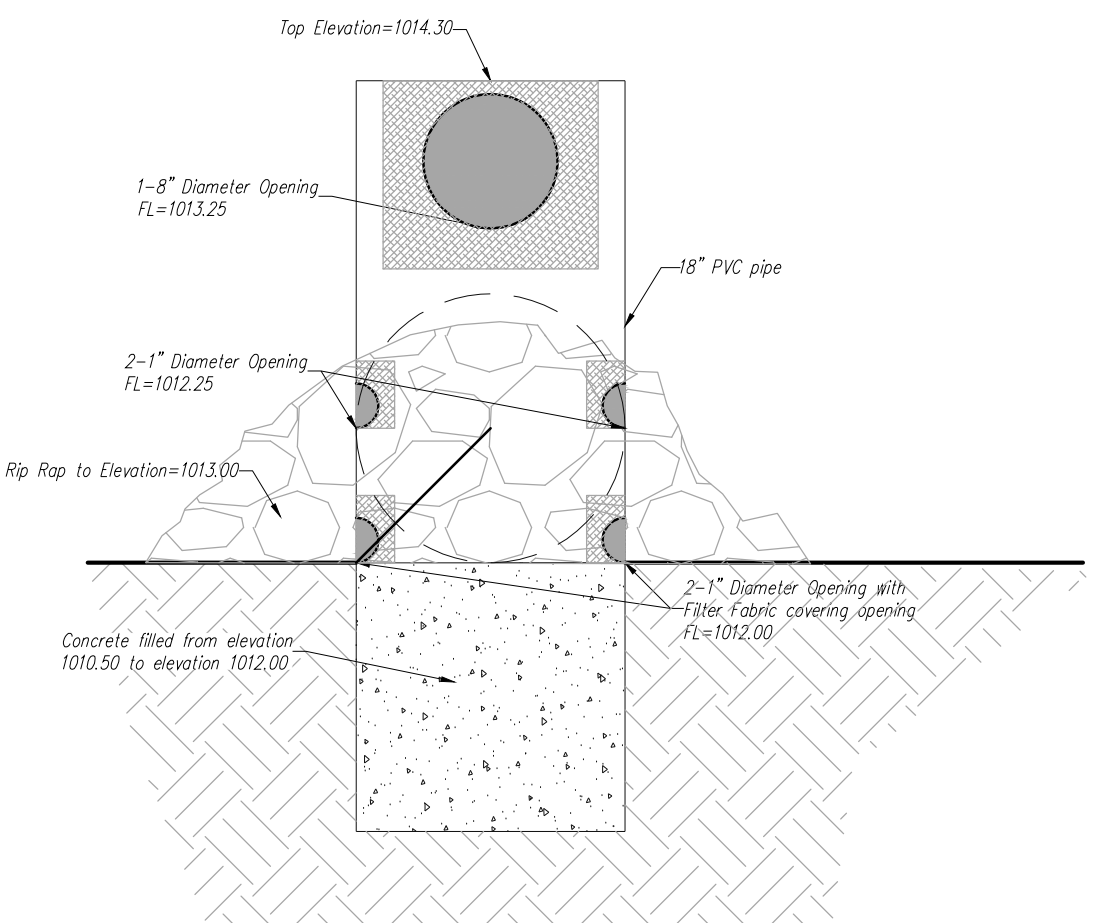 Top Elevation=1014.30
1-8" Diameter Opening
FL=1013.25
18" PVC pipe
2-1" Diameter Opening
FL=1012.25
Rip Rap to Elevation=1013.00
2-1" Diameter Opening with
Filter Fabric covering opening
FL=1012.00
Concrete filled from elevation
1010.50 to elevation 1012.00